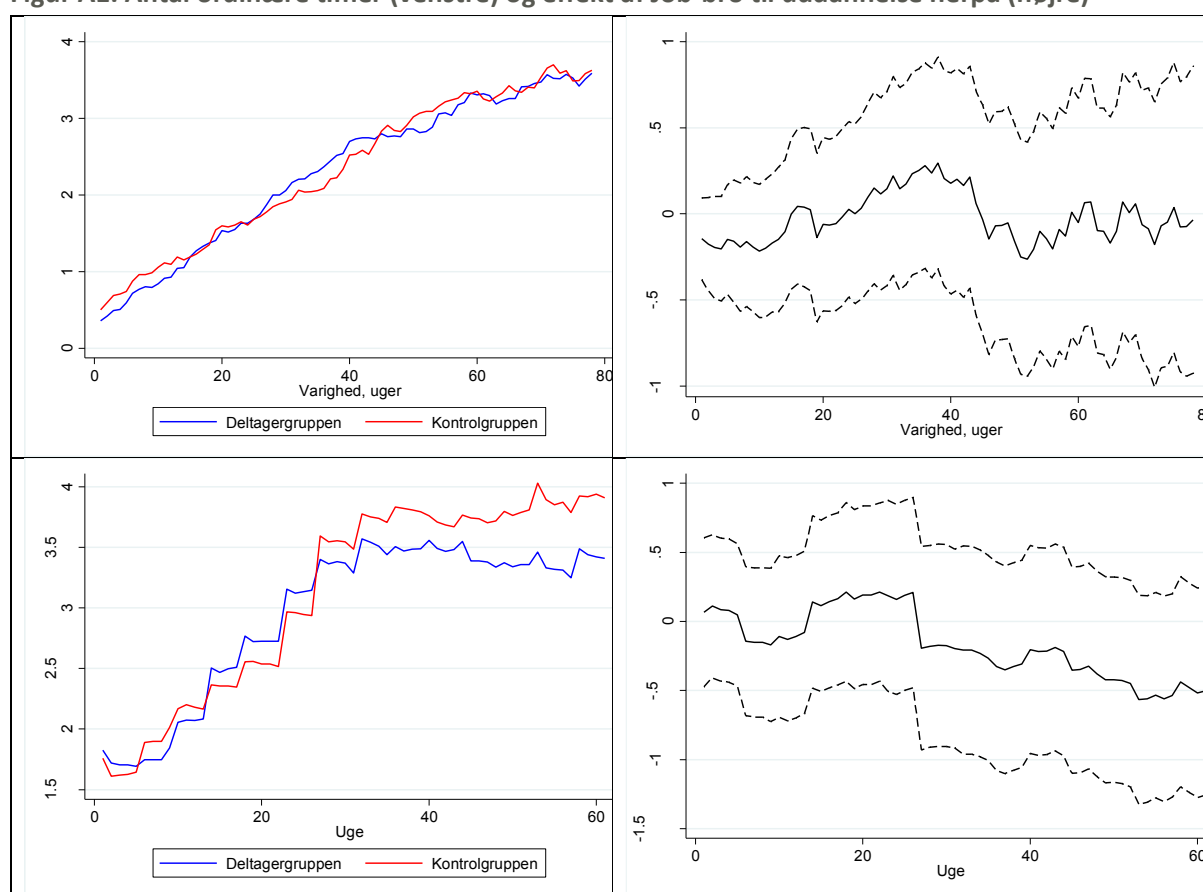 Figur Antal ordinære timer (venstre) og effekt af Job-bro til uddannelse herpå (højre)
4
3
2
1
0
0 20 40 60 80
Varighed, uger
Deltagergruppen Kontrolgruppen
1
.5
0
-.5
-1
0 20 40 60 8
Varighed, uger
4
3.5
3
2.5
2
1.5
0 20 40 60
Uge
Deltagergruppen Kontrolgruppen
1
.5
0
-.5
-1
-1.5
0 20 40 60
Uge